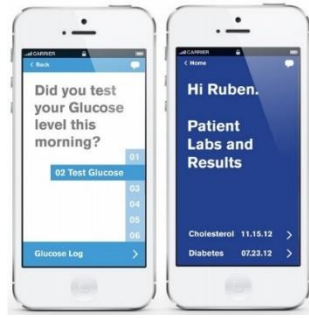 CARRIER
< Back
Did you test
your Glucose
level this
morning?
01
02 Test Glucose
03
04
05
06
Glucose Log >
CARRIER
< Home
Hi Ruben.
Patient
Labs and
Results
Cholesterol 11.15.12 >
Diabetes 07.23.12 >